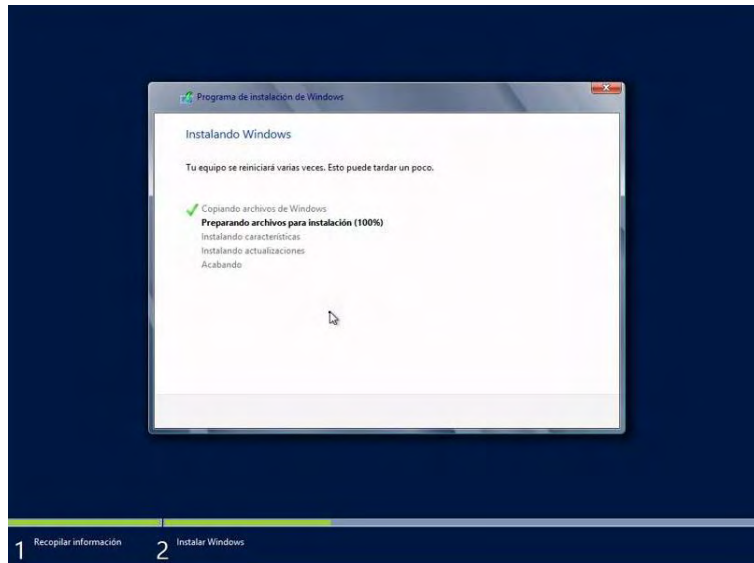 Programa de instalación de Windows
Instalando Windows
Tu equipo se reiniciará varias veces. Esto puede tardar un poco.
Copiando archivos de Windows
Preparando archivos para instalación (100%)
Instalando características
Instalando actualizaciones
Acabando
1 Recopilar información
2 Instalar Windows